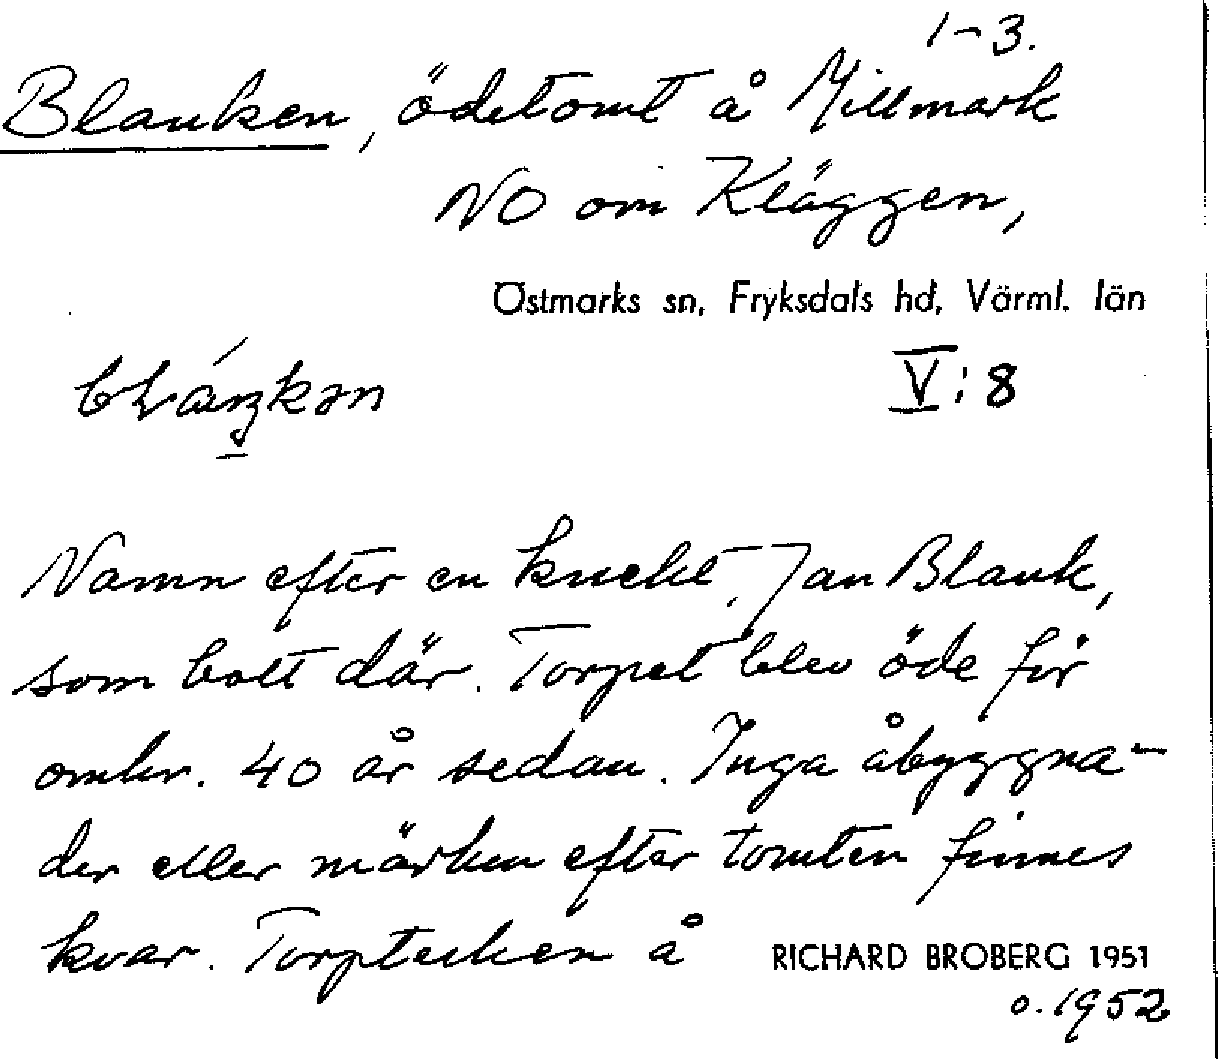 1-3.
Blanken, ödetomt å Millmark
NO om Kläggen,
Östmarks sn, Fryksdals hd, Värml. län
V:8
Namn efter en knekt, Jan Blank,
som bott där. Torpet blev öde för
omkr. 40 år sedan. Inga åbyggna-
der eller märken efter tomten finnes
kvar. Torptecken å
RICHARD BROBERG 1951
o. 1952